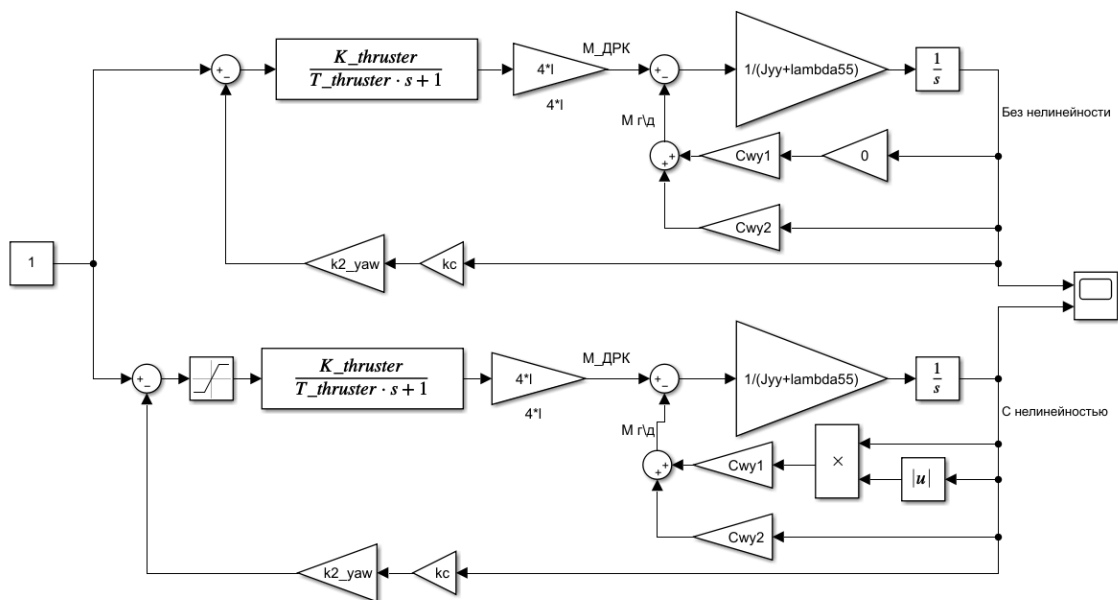 K_thruster
T_thruster · s+1
4*l
4*l
М_ДРК
+
−
+
−
1/(Jyy+lambda55)
1
s
Без нелинейности
М г\д
+
+
Cwy1
0
Cwy2
k2_yaw
kc
1
K_thruster
T_thruster · s+1
4*l
4*l
М_ДРК
+
−
+
−
1/(Jyy+lambda55)
1
s
С нелинейностью
М г\д
+
+
Cwy1
×
|u|
Cwy2
k2_yaw
kc